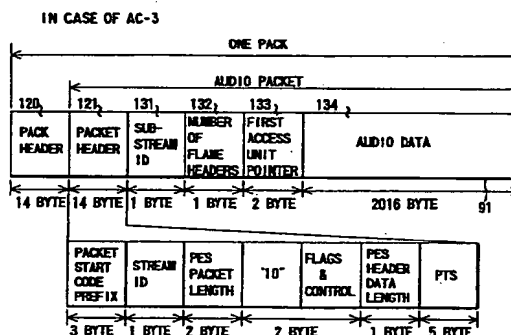 IN CASE OF AC-3
ONE PACK
AUDIO PACKET
120 121 131 132 133 134
PACK HEADER
PACKET HEADER
SUB-STREAM ID
NUMBER OF FLAME HEADERS
FIRST ACCESS UNIT POINTER
AUDIO DATA
14 BYTE 14 BYTE 1 BYTE 1 BYTE 2 BYTE 2016 BYTE 91
PACKET START CODE PREFIX
STREAM ID
PES PACKET LENGTH
"10"
FLAGS & CONTROL
PES HEADER DATA LENGTH
PTS
3 BYTE 1 BYTE 2 BYTE 2 BYTE 1 BYTE 5 BYTE